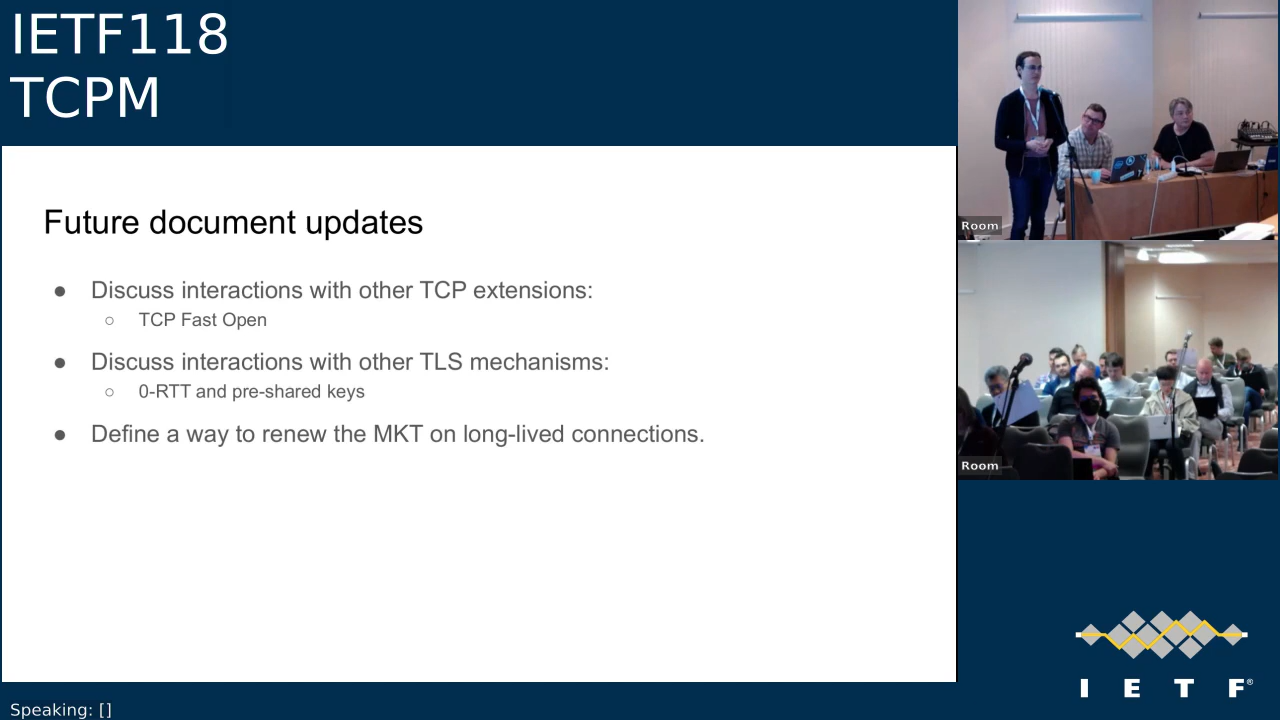 IETF118
TCPM
Future document updates
● Discuss interactions with other TCP extensions:
○ TCP Fast Open
● Discuss interactions with other TLS mechanisms:
○ 0-RTT and pre-shared keys
● Define a way to renew the MKT on long-lived connections.
Room
Room
I E T F®
Speaking: []